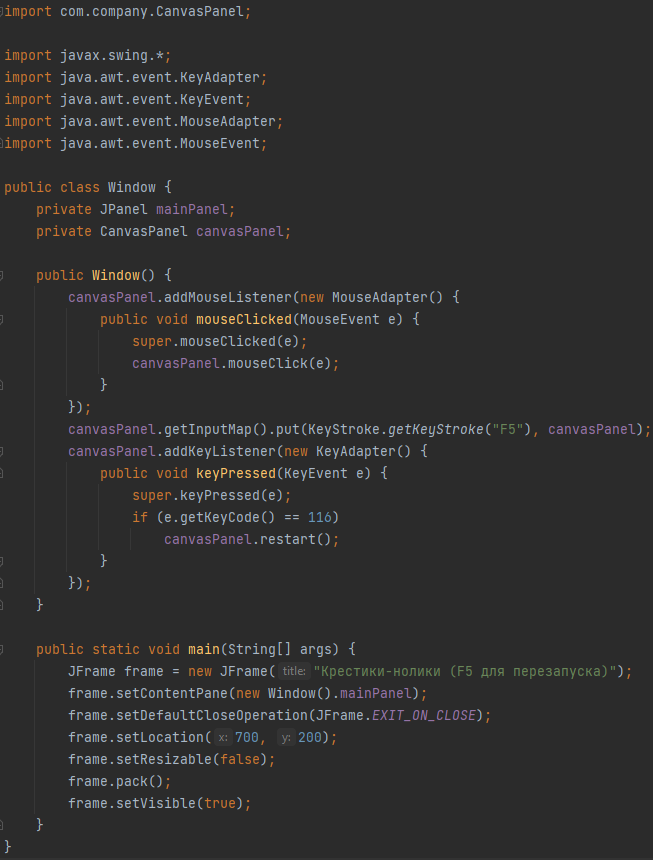 import com.company.CanvasPanel;

import javax.swing.*;
import java.awt.event.KeyAdapter;
import java.awt.event.KeyEvent;
import java.awt.event.MouseAdapter;
import java.awt.event.MouseEvent;

public class Window {
    private JPanel mainPanel;
    private CanvasPanel canvasPanel;

    public Window() {
        canvasPanel.addMouseListener(new MouseAdapter() {
            public void mouseClicked(MouseEvent e) {
                super.mouseClicked(e);
                canvasPanel.mouseClick(e);
            }
        });
        canvasPanel.getInputMap().put(KeyStroke.getKeyStroke("F5"), canvasPanel);
        canvasPanel.addKeyListener(new KeyAdapter() {
            public void keyPressed(KeyEvent e) {
                super.keyPressed(e);
                if (e.getKeyCode() == 116)
                    canvasPanel.restart();
            }
        });
    }

    public static void main(String[] args) {
        JFrame frame = new JFrame( title: "Крестики-нолики (F5 для перезапуска)");
        frame.setContentPane(new Window().mainPanel);
        frame.setDefaultCloseOperation(JFrame.EXIT_ON_CLOSE);
        frame.setLocation( x: 700, y: 200);
        frame.setResizable(false);
        frame.pack();
        frame.setVisible(true);
    }
}